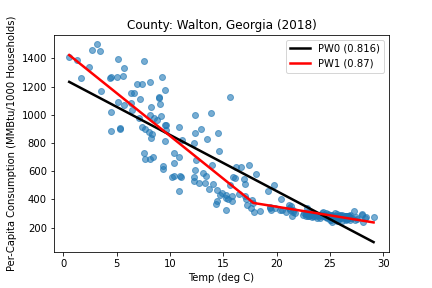 County: Walton, Georgia (2018)
Per-Capita Consumption (MMBtu/1000 Households)
1400
1200
1000
800
600
400
200
PW0 (0.816)
PW1 (0.87)
0 5 10 15 20 25 30
Temp (deg C)